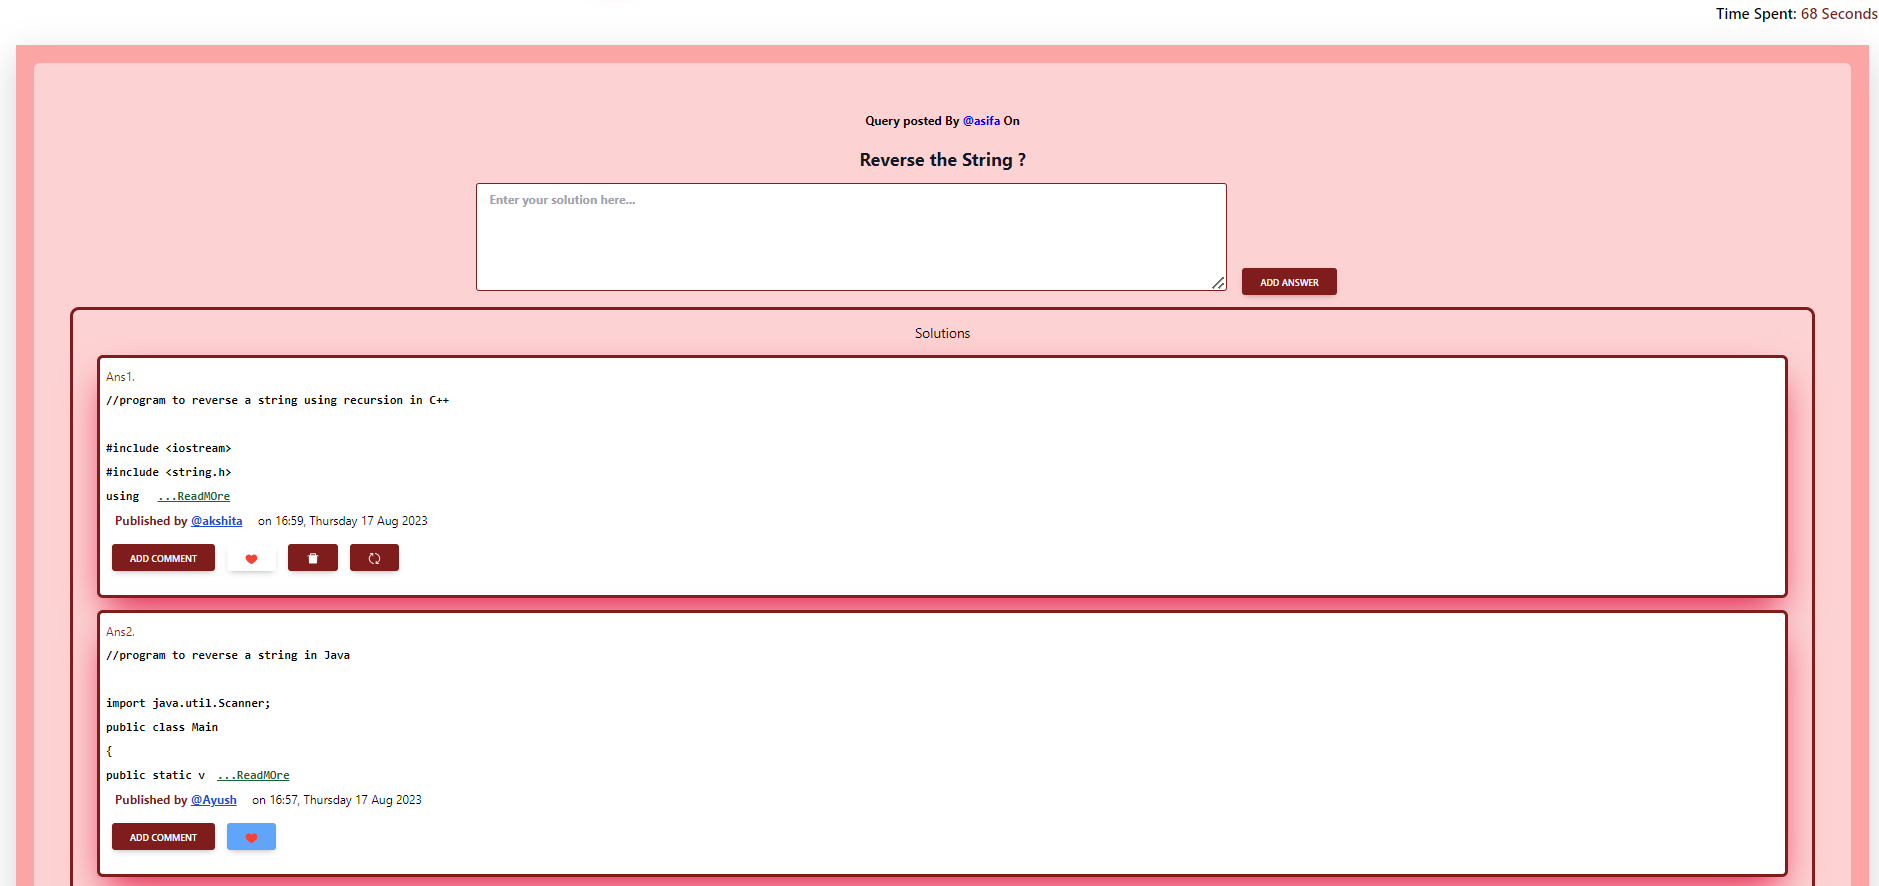 Time Spent: 68 Seconds
Query posted By @asifa On
Reverse the String ?
Enter your solution here...
ADD ANSWER
Solutions
Ans1.
//program to reverse a string using recursion in C++
#include <iostream>
#include <string.h>
using ...ReadMOre
Published by @akshita on 16:59, Thursday 17 Aug 2023
ADD COMMENT
Ans2.
//program to reverse a string in Java
import java.util.Scanner;
public class Main
{
public static v ...ReadMOre
Published by @Ayush on 16:57, Thursday 17 Aug 2023
ADD COMMENT